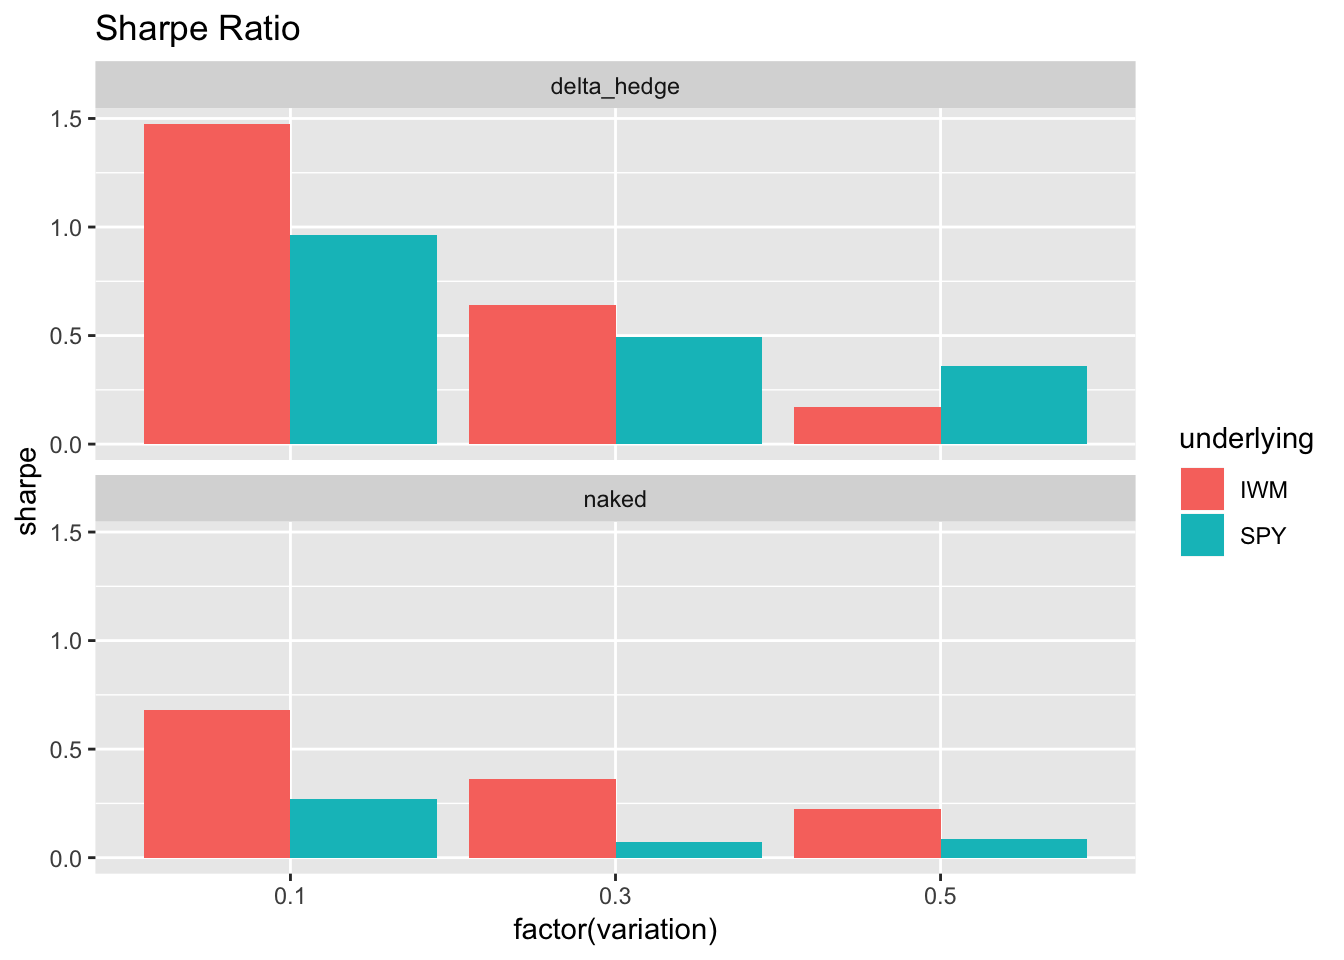 Sharpe Ratio
delta_hedge
1.5
1.0
0.5
0.0
sharpe
naked
1.5
1.0
0.5
0.0
0.1 0.3 0.5
factor(variation)
underlying
IWM
SPY